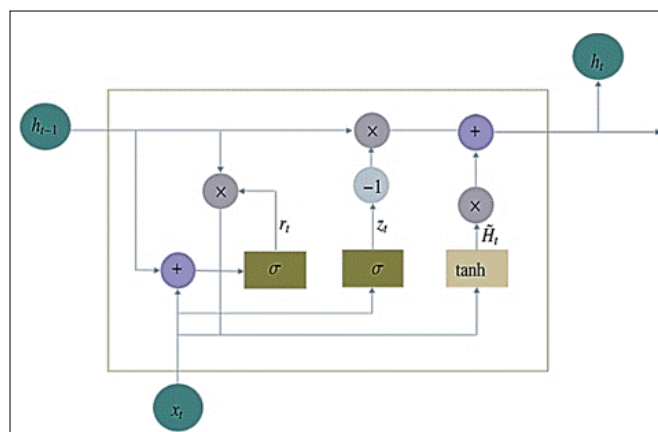 h_t
h_{t-1}
×
+
-1
×
×
r_t
z_t
H̃_t
+
σ
σ
tanh
x_t